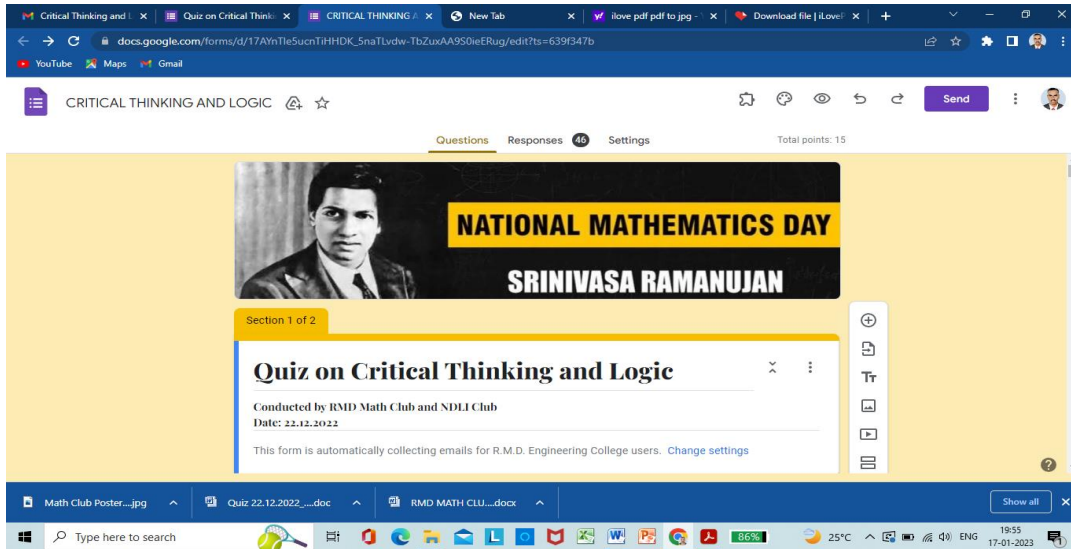 Critical Thinking and L
Quiz on Critical Thinki
CRITICAL THINKING A
New Tab
ilove pdf pdf to jpg - \
Download file | iLoveP
docs.google.com/forms/d/17AYnTle5ucnTiHHDK_5naTLvdw-TbZuxAA9S0ieERug/edit?ts=639f347b
YouTube Maps Gmail
CRITICAL THINKING AND LOGIC
Send
Questions Responses 46 Settings
Total points: 15
NATIONAL MATHEMATICS DAY
SRINIVASA RAMANUJAN
Section 1 of 2
Quiz on Critical Thinking and Logic
Conducted by RMD Math Club and NDLI Club
Date: 22.12.2022
This form is automatically collecting emails for R.M.D. Engineering College users. Change settings
Math Club Poster....jpg
Quiz 22.12.2022_....doc
RMD MATH CLU....docx
Show all
Type here to search
86%
25°C
ENG
19:55
17-01-2023